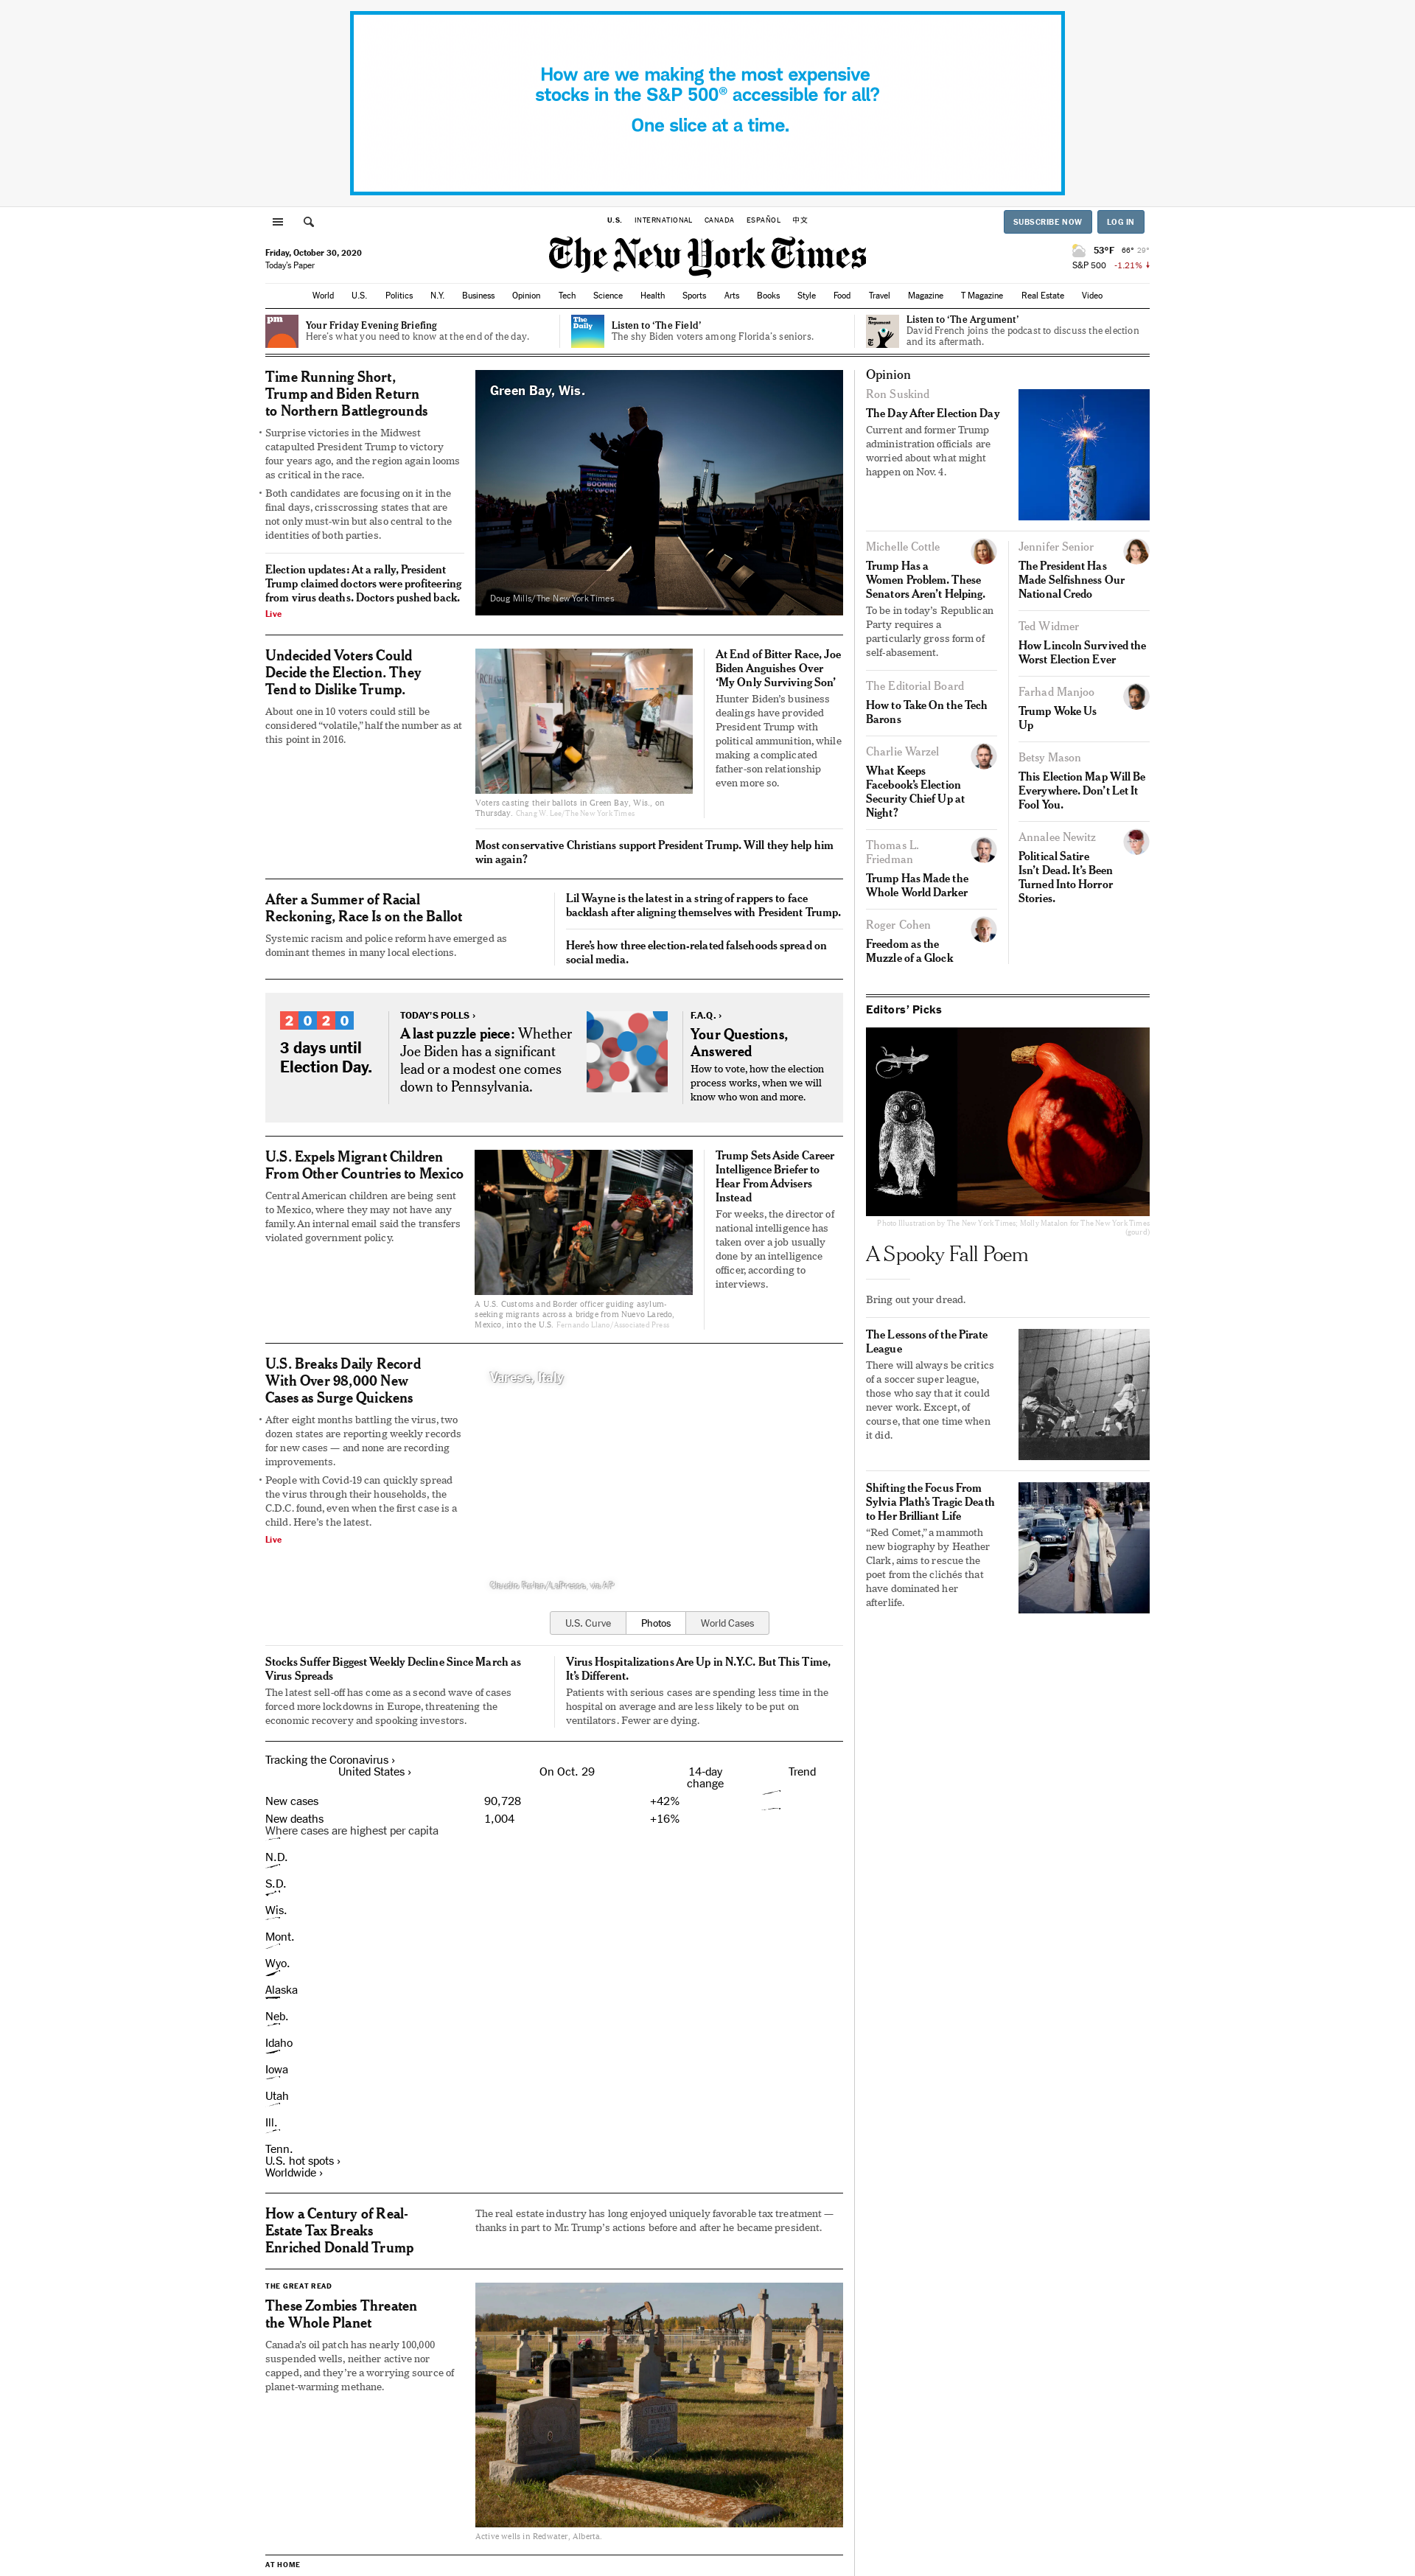 How are we making the most expensive
stocks in the S&P 500® accessible for all?
One slice at a time.
U.S. INTERNATIONAL CANADA ESPAÑOL 中文
SUBSCRIBE NOW LOG IN
Friday, October 30, 2020
Today's Paper
The New York Times
53°F 66° 29°
S&P 500 -1.21%
World U.S. Politics N.Y. Business Opinion Tech Science Health Sports Arts Books Style Food Travel Magazine T Magazine Real Estate Video
pm
Your Friday Evening Briefing
Here's what you need to know at the end of the day.
The
Daily
Listen to 'The Field'
The shy Biden voters among Florida's seniors.
The
Argument
Listen to 'The Argument'
David French joins the podcast to discuss the election
and its aftermath.
Time Running Short,
Trump and Biden Return
to Northern Battlegrounds
Surprise victories in the Midwest
catapulted President Trump to victory
four years ago, and the region again looms
as critical in the race.
Both candidates are focusing on it in the
final days, crisscrossing states that are
not only must-win but also central to the
identities of both parties.
Election updates: At a rally, President
Trump claimed doctors were profiteering
from virus deaths. Doctors pushed back.
Live
Green Bay, Wis.
Doug Mills/The New York Times
Undecided Voters Could
Decide the Election. They
Tend to Dislike Trump.
About one in 10 voters could still be
considered “volatile,” half the number as at
this point in 2016.
Voters casting their ballots in Green Bay, Wis., on
Thursday. Chang W. Lee/The New York Times
At End of Bitter Race, Joe
Biden Anguishes Over
‘My Only Surviving Son’
Hunter Biden's business
dealings have provided
President Trump with
political ammunition, while
making a complicated
father-son relationship
even more so.
Most conservative Christians support President Trump. Will they help him
win again?
After a Summer of Racial
Reckoning, Race Is on the Ballot
Systemic racism and police reform have emerged as
dominant themes in many local elections.
Lil Wayne is the latest in a string of rappers to face
backlash after aligning themselves with President Trump.
Here’s how three election-related falsehoods spread on
social media.
2020
3 days until
Election Day.
TODAY'S POLLS ›
A last puzzle piece: Whether
Joe Biden has a significant
lead or a modest one comes
down to Pennsylvania.
F.A.Q. ›
Your Questions,
Answered
How to vote, how the election
process works, when we will
know who won and more.
U.S. Expels Migrant Children
From Other Countries to Mexico
Central American children are being sent
to Mexico, where they may not have any
family. An internal email said the transfers
violated government policy.
A U.S. Customs and Border officer guiding asylum-
seeking migrants across a bridge from Nuevo Laredo,
Mexico, into the U.S. Fernando Llano/Associated Press
Trump Sets Aside Career
Intelligence Briefer to
Hear From Advisers
Instead
For weeks, the director of
national intelligence has
taken over a job usually
done by an intelligence
officer, according to
interviews.
U.S. Breaks Daily Record
With Over 98,000 New
Cases as Surge Quickens
After eight months battling the virus, two
dozen states are reporting weekly records
for new cases — and none are recording
improvements.
People with Covid-19 can quickly spread
the virus through their households, the
C.D.C. found, even when the first case is a
child. Here's the latest.
Live
Varese, Italy
Claudio Furlan/LaPresse, via AP
U.S. Curve Photos World Cases
Stocks Suffer Biggest Weekly Decline Since March as
Virus Spreads
The latest sell-off has come as a second wave of cases
forced more lockdowns in Europe, threatening the
economic recovery and spooking investors.
Virus Hospitalizations Are Up in N.Y.C. But This Time,
It’s Different.
Patients with serious cases are spending less time in the
hospital on average and are less likely to be put on
ventilators. Fewer are dying.
Tracking the Coronavirus ›
United States › On Oct. 29 14-day
change Trend
New cases 90,728 +42%
New deaths 1,004 +16%
Where cases are highest per capita
N.D.
S.D.
Wis.
Mont.
Wyo.
Alaska
Neb.
Idaho
Iowa
Utah
Ill.
Tenn.
U.S. hot spots ›
Worldwide ›
How a Century of Real-
Estate Tax Breaks
Enriched Donald Trump
The real estate industry has long enjoyed uniquely favorable tax treatment —
thanks in part to Mr. Trump's actions before and after he became president.
THE GREAT READ
These Zombies Threaten
the Whole Planet
Canada's oil patch has nearly 100,000
suspended wells, neither active nor
capped, and they're a worrying source of
planet-warming methane.
Active wells in Redwater, Alberta.
AT HOME
Opinion
Ron Suskind
The Day After Election Day
Current and former Trump
administration officials are
worried about what might
happen on Nov. 4.
Michelle Cottle
Trump Has a
Women Problem. These
Senators Aren’t Helping.
To be in today's Republican
Party requires a
particularly gross form of
self-abasement.
The Editorial Board
How to Take On the Tech
Barons
Charlie Warzel
What Keeps
Facebook’s Election
Security Chief Up at
Night?
Thomas L.
Friedman
Trump Has Made the
Whole World Darker
Roger Cohen
Freedom as the
Muzzle of a Glock
Jennifer Senior
The President Has
Made Selfishness Our
National Credo
Ted Widmer
How Lincoln Survived the
Worst Election Ever
Farhad Manjoo
Trump Woke Us
Up
Betsy Mason
This Election Map Will Be
Everywhere. Don’t Let It
Fool You.
Annalee Newitz
Political Satire
Isn’t Dead. It’s Been
Turned Into Horror
Stories.
Editors’ Picks
Photo Illustration by The New York Times; Molly Matalon for The New York Times
(gourd)
A Spooky Fall Poem
Bring out your dread.
The Lessons of the Pirate
League
There will always be critics
of a soccer super league,
those who say that it could
never work. Except, of
course, that one time when
it did.
Shifting the Focus From
Sylvia Plath’s Tragic Death
to Her Brilliant Life
“Red Comet,” a mammoth
new biography by Heather
Clark, aims to rescue the
poet from the clichés that
have dominated her
afterlife.